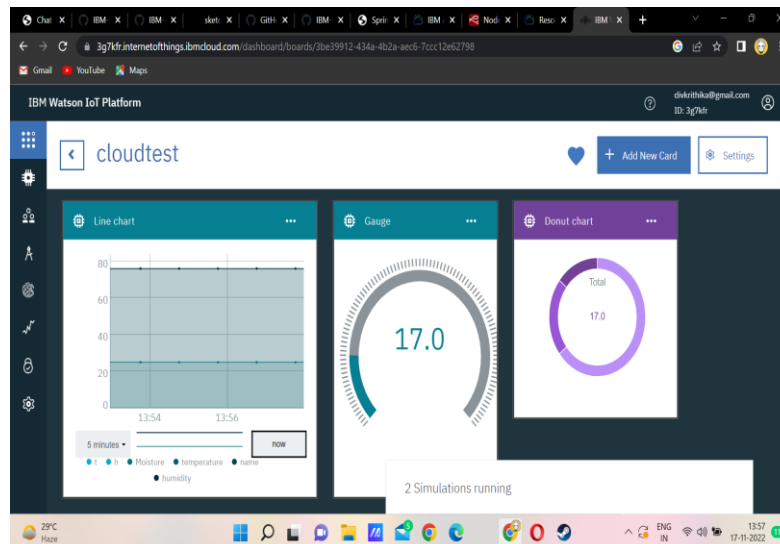 Chat IBM- IBM- sketc GitH IBM- Sprin IBM / Nod Reso IBM
3g7kfr.internetofthings.ibmcloud.com/dashboard/boards/3be39912-434a-4b2a-aec6-7ccc12e62798
Gmail YouTube Maps
IBM Watson IoT Platform
divkrithika@gmail.com
ID: 3g7kfr
cloudtest
+ Add New Card
Settings
Line chart
80
60
40
20
0
13:54 13:56
5 minutes
now
t h Moisture temperature name
humidity
Gauge
17.0
Donut chart
Total
17.0
2 Simulations running
29°C
Haze
ENG
IN
13:57
17-11-2022